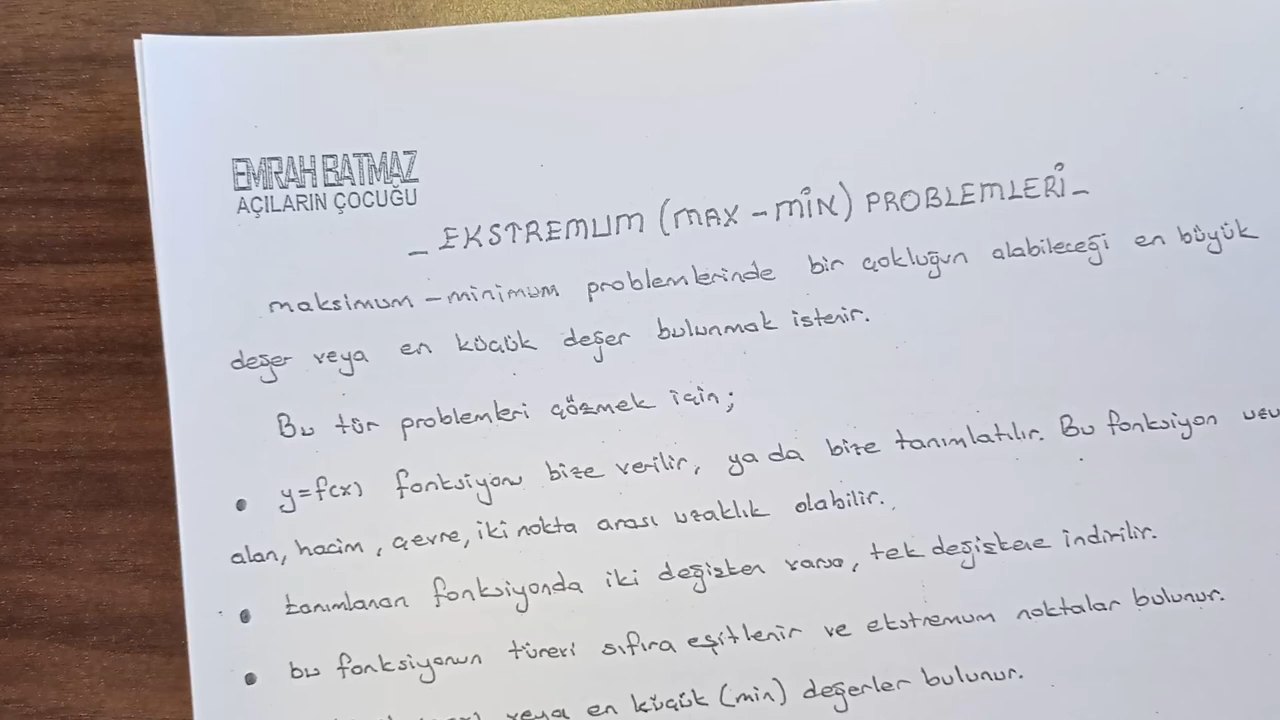 EMRAH BATMAZ
AÇILARIN ÇOCUĞU
_ EKSTREMUM (MAX - MİN) PROBLEMLERİ _
maksimum - minimum problemlerinde bir çokluğun alabileceği en büyük
değer veya en küçük değer bulunmak istenir.
Bu tür problemleri çözmek için;
• y=f(x) fonksiyonu bize verilir, ya da bize tanımlatılır. Bu fonksiyon
alan, hacim, çevre, iki nokta arası uzaklık olabilir.
• tanımlanan fonksiyonda iki değişken varsa, tek değişkene indirilir.
• bu fonksiyonun türevi sıfıra eşitlenir ve ekstremum noktalar bulunur.
veya en küçük (min) değerler bulunur.